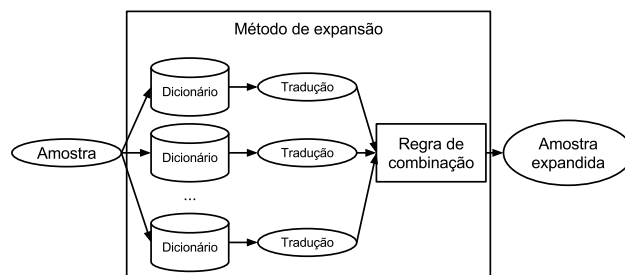 Método de expansão
Dicionário
Tradução
Amostra
Dicionário
Tradução
Regra de
combinação
Amostra
expandida
...
Dicionário
Tradução